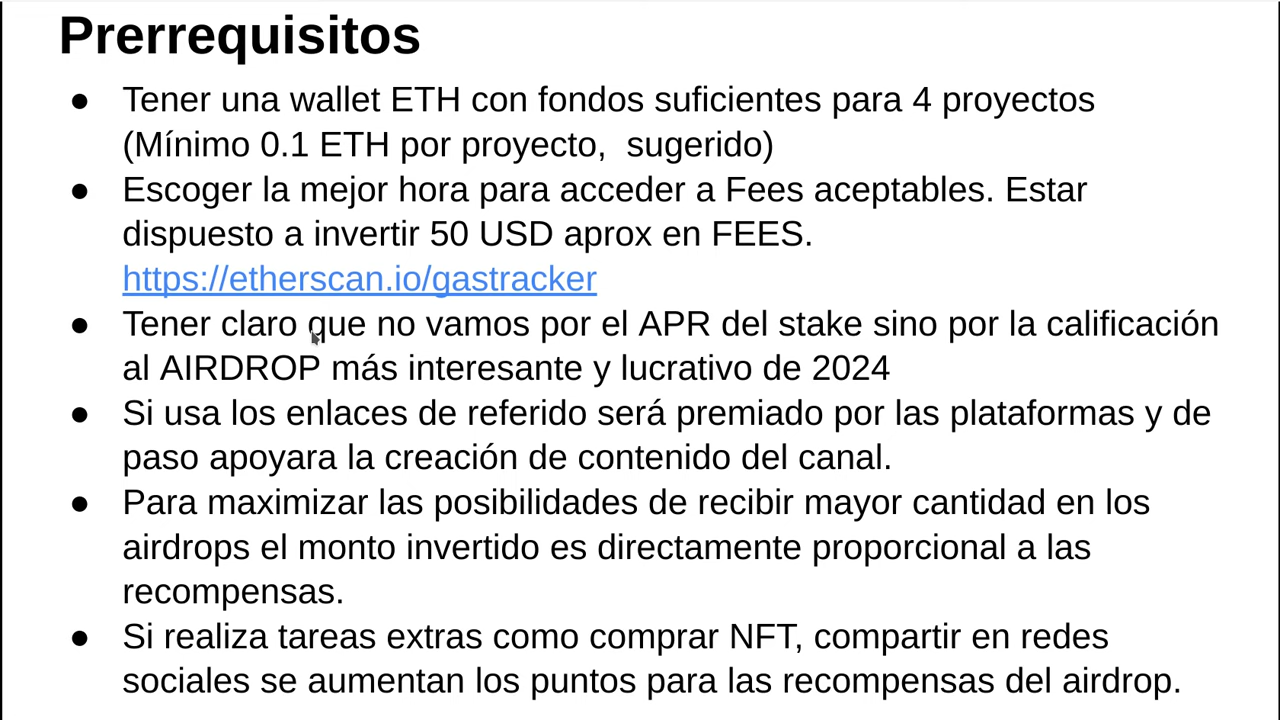 Prerrequisitos
● Tener una wallet ETH con fondos suficientes para 4 proyectos
(Mínimo 0.1 ETH por proyecto,  sugerido)
● Escoger la mejor hora para acceder a Fees aceptables. Estar
dispuesto a invertir 50 USD aprox en FEES.
https://etherscan.io/gastracker
● Tener claro que no vamos por el APR del stake sino por la calificación
al AIRDROP más interesante y lucrativo de 2024
● Si usa los enlaces de referido será premiado por las plataformas y de
paso apoyara la creación de contenido del canal.
● Para maximizar las posibilidades de recibir mayor cantidad en los
airdrops el monto invertido es directamente proporcional a las
recompensas.
● Si realiza tareas extras como comprar NFT, compartir en redes
sociales se aumentan los puntos para las recompensas del airdrop.